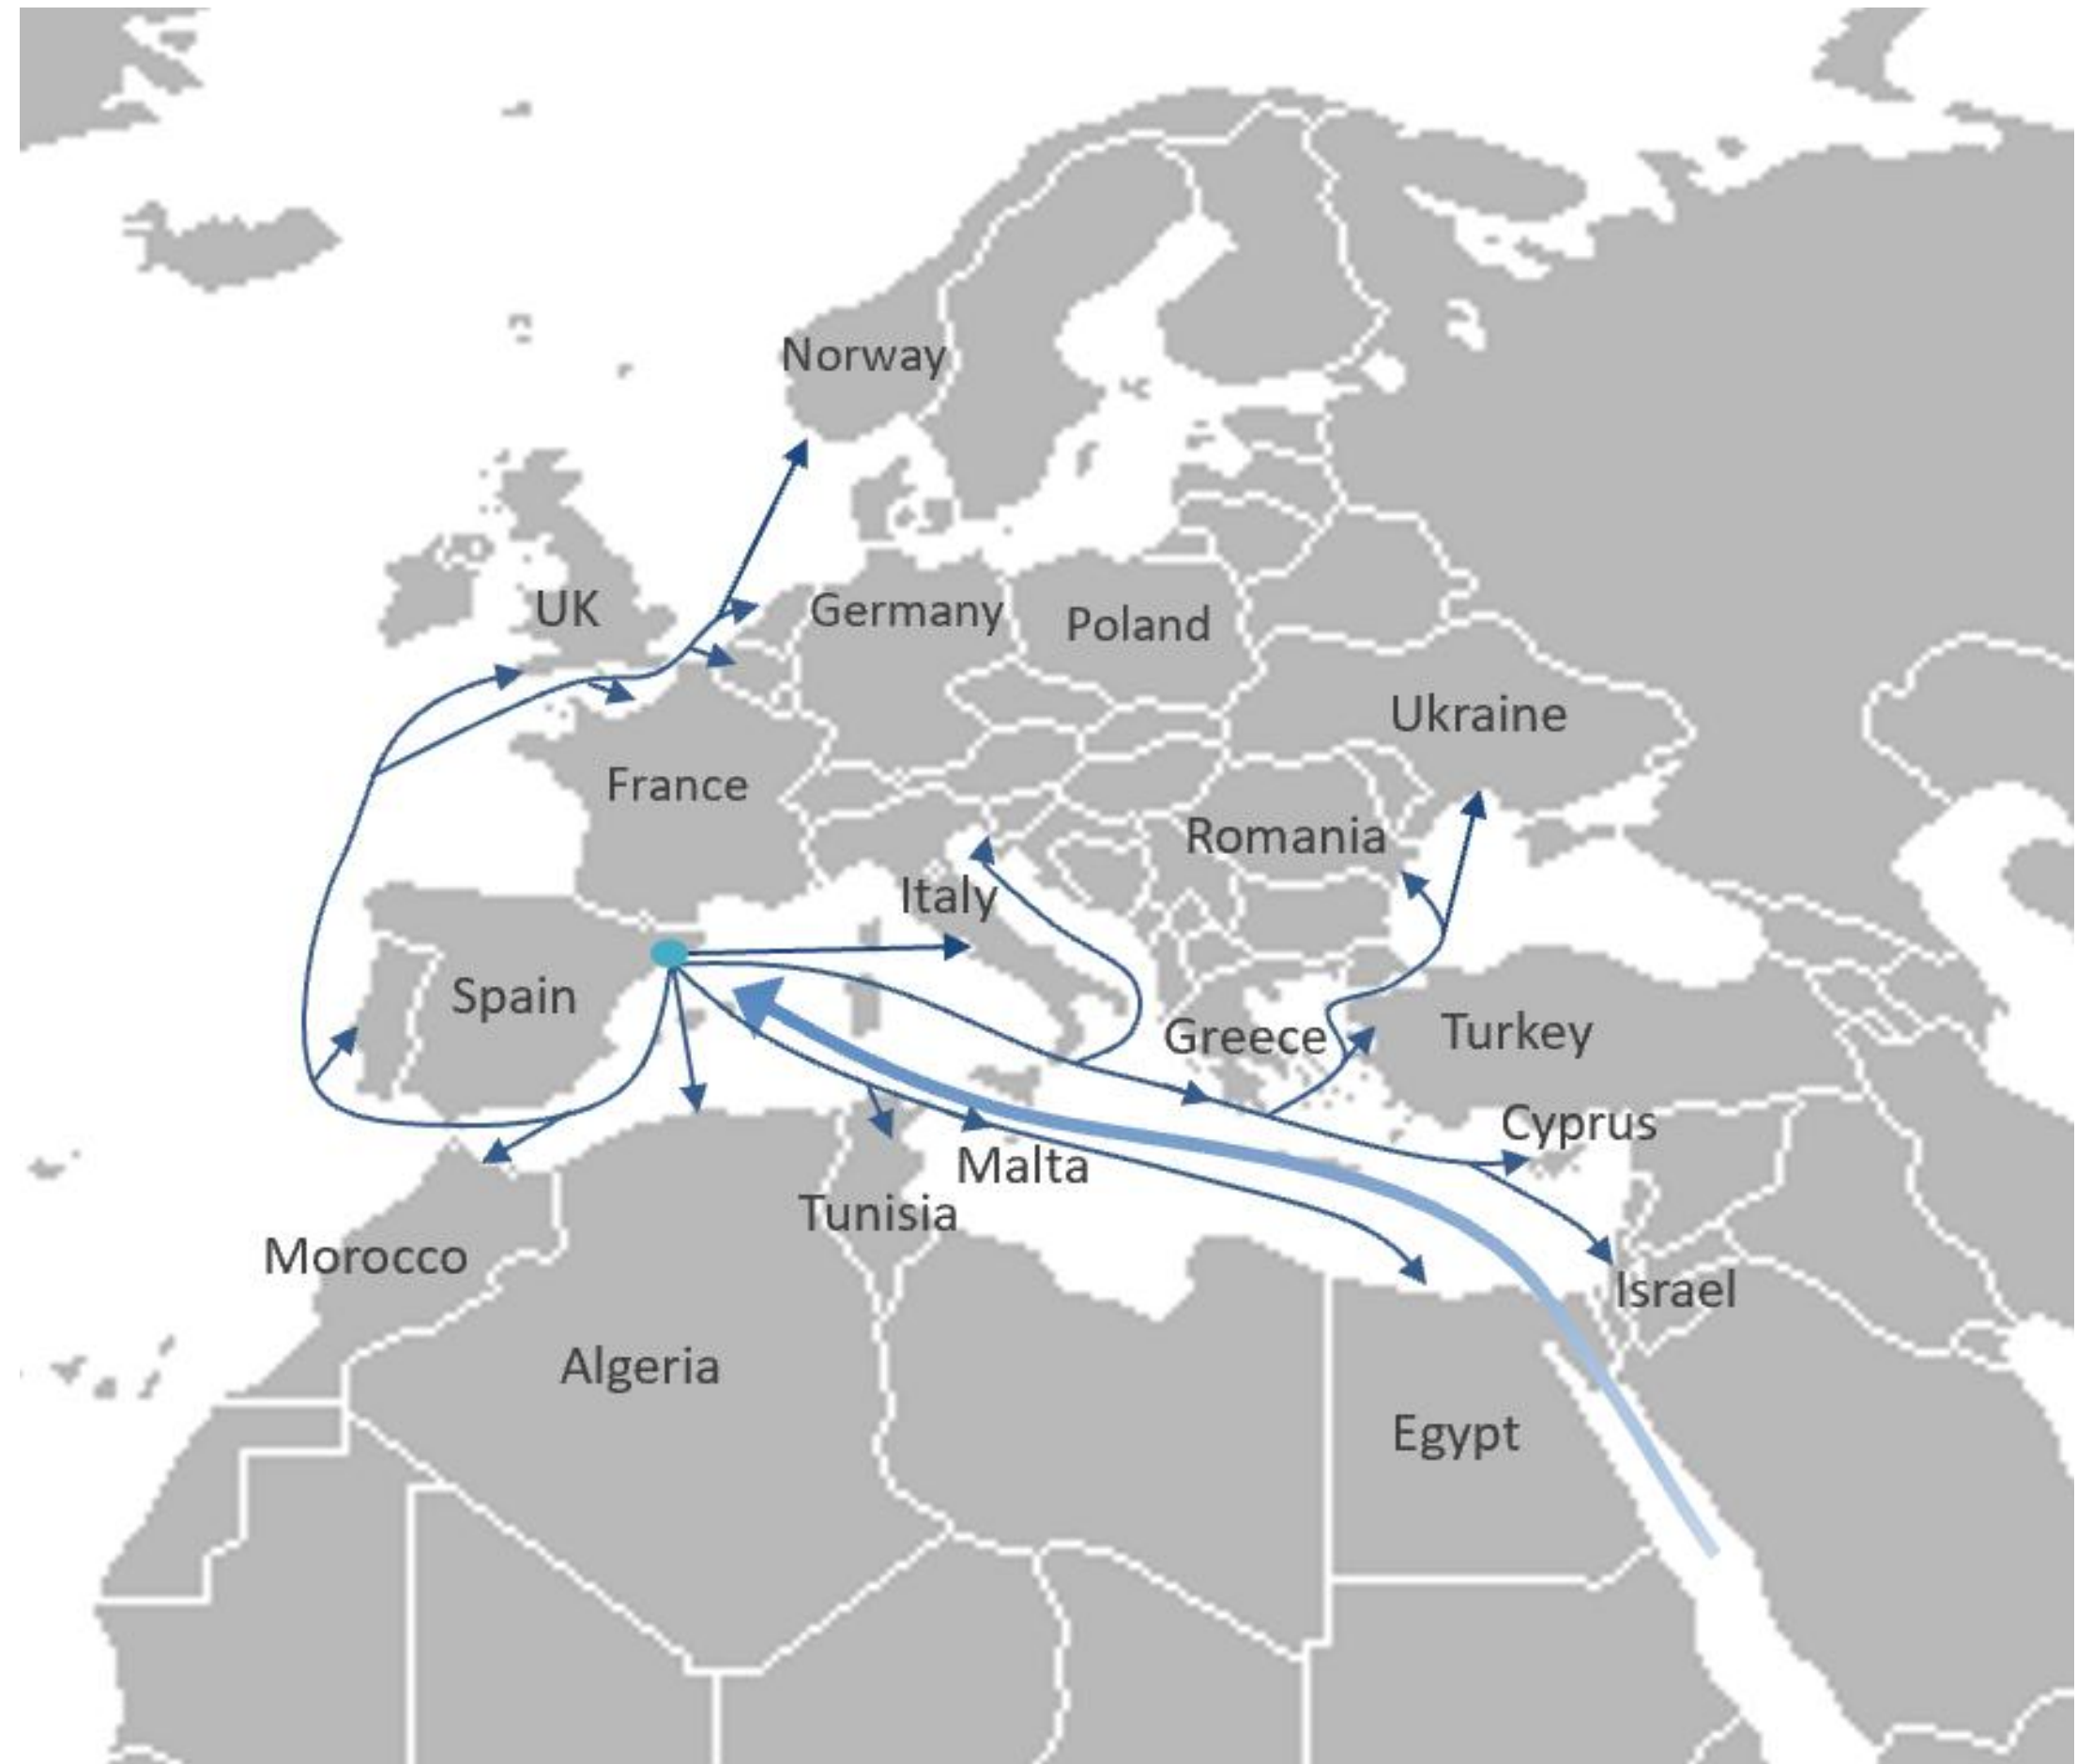 Norway
UK
Germany
Poland
Ukraine
France
Romania
Italy
Spain
Greece
Turkey
Cyprus
Malta
Tunisia
Morocco
Israel
Algeria
Egypt